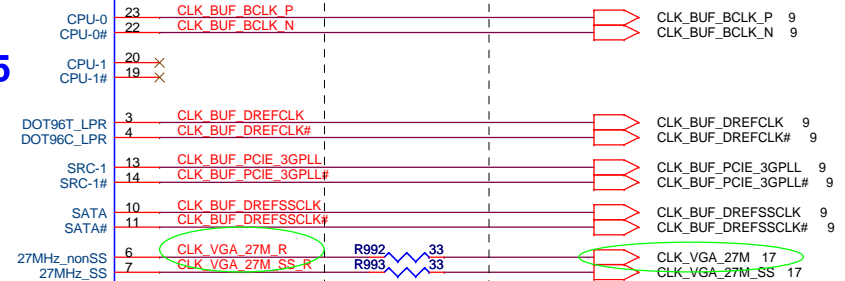 CPU-0 23 CLK_BUF_BCLK_P CLK_BUF_BCLK_P 9
CPU-0# 22 CLK_BUF_BCLK_N CLK_BUF_BCLK_N 9
CPU-1 20
5
CPU-1# 19
DOT96T_LPR 3 CLK_BUF_DREFCLK CLK_BUF_DREFCLK 9
DOT96C_LPR 4 CLK_BUF_DREFCLK# CLK_BUF_DREFCLK# 9
SRC-1 13 CLK_BUF_PCIE_3GPLL CLK_BUF_PCIE_3GPLL 9
SRC-1# 14 CLK_BUF_PCIE_3GPLL# CLK_BUF_PCIE_3GPLL# 9
SATA 10 CLK_BUF_DREFSSCLK CLK_BUF_DREFSSCLK 9
SATA# 11 CLK_BUF_DREFSSCLK# CLK_BUF_DREFSSCLK# 9
27MHz_nonSS 6 CLK_VGA_27M_R R992 33 CLK_VGA_27M 17
27MHz_SS 7 CLK_VGA_27M_SS_R R993 33 CLK_VGA_27M_SS 17